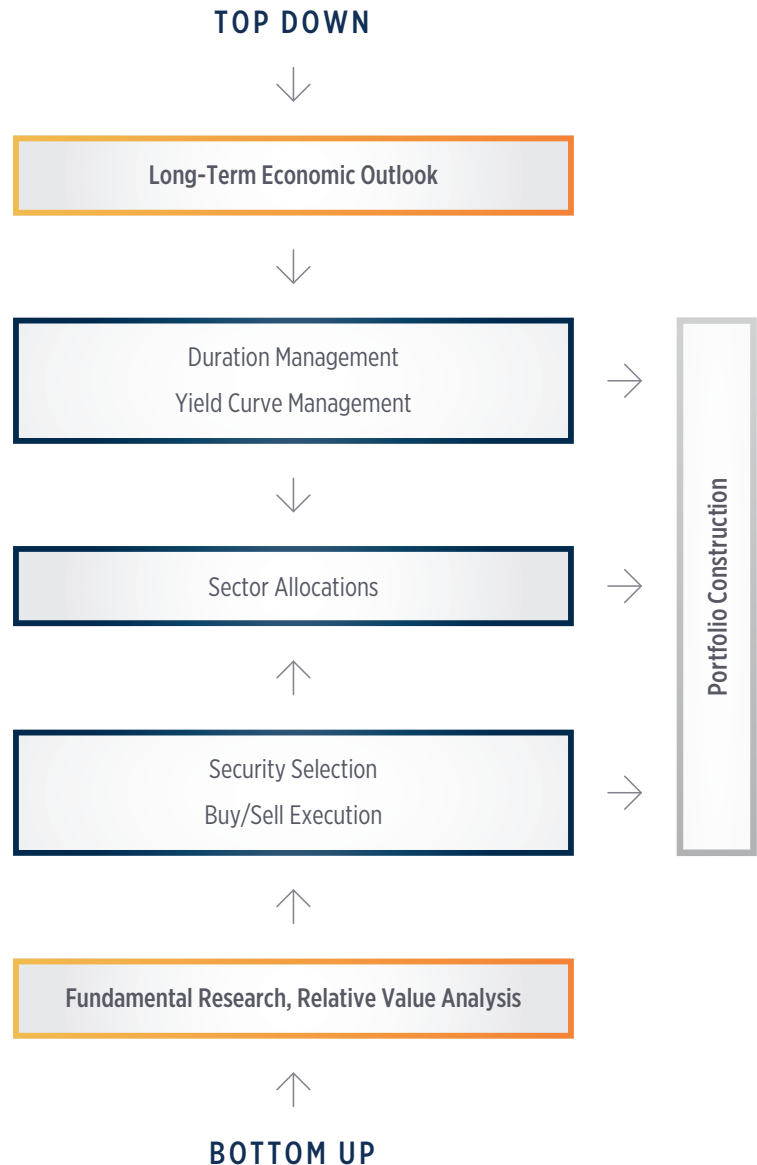 TOP DOWN
Long-Term Economic Outlook
Duration Management
Yield Curve Management
Sector Allocations
Security Selection
Buy/Sell Execution
Portfolio Construction
Fundamental Research, Relative Value Analysis
BOTTOM UP